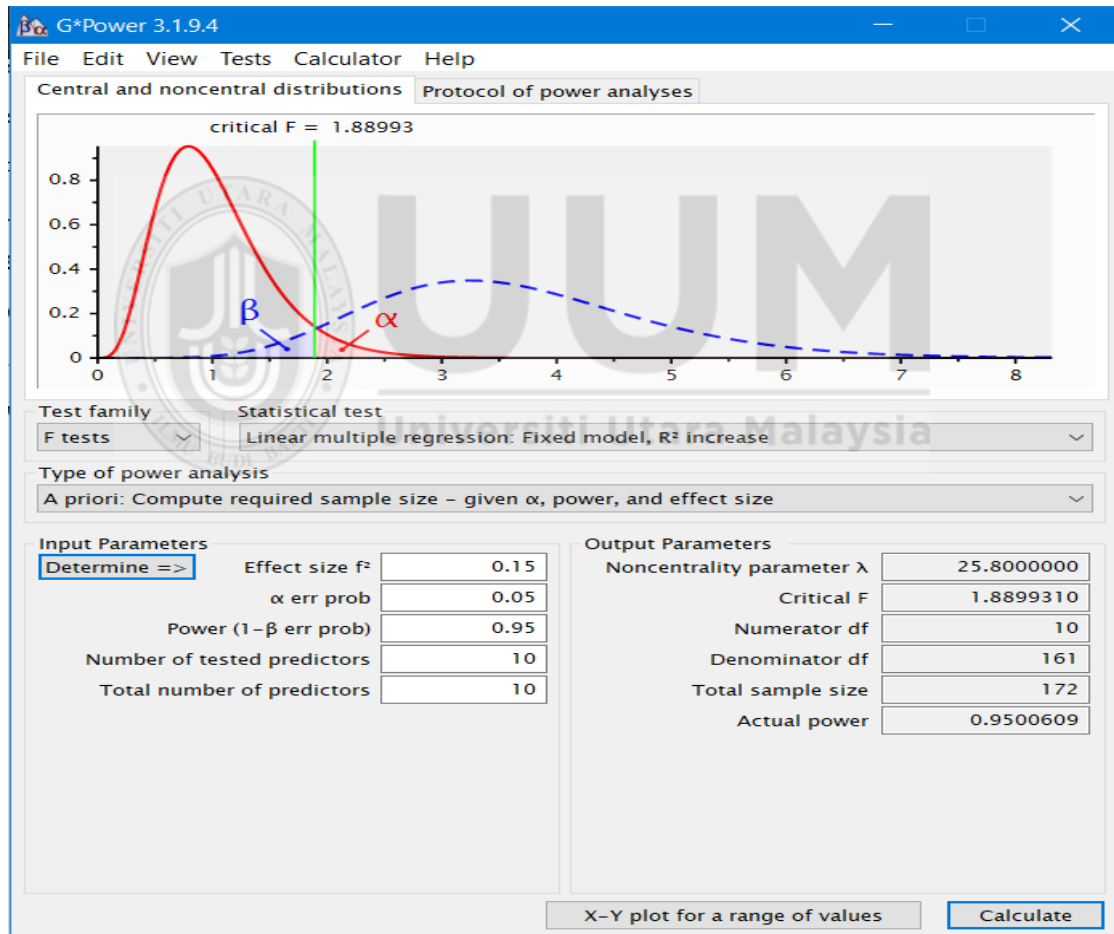 G*Power 3.1.9.4
File Edit View Tests Calculator Help
Central and noncentral distributions Protocol of power analyses
critical F = 1.88993
0.8
0.6
0.4
0.2
0
β
α
0 1 2 3 4 5 6 7 8
UNIVERSITI UTARA MALAYSIA
ILMU BUDI BAKTI
UUM
Universiti Utara Malaysia
Test family Statistical test
F tests Linear multiple regression: Fixed model, R² increase
Type of power analysis
A priori: Compute required sample size – given α, power, and effect size
Input Parameters Output Parameters
Determine => Effect size f² 0.15 Noncentrality parameter λ 25.8000000
α err prob 0.05 Critical F 1.8899310
Power (1-β err prob) 0.95 Numerator df 10
Number of tested predictors 10 Denominator df 161
Total number of predictors 10 Total sample size 172
Actual power 0.9500609
X-Y plot for a range of values Calculate